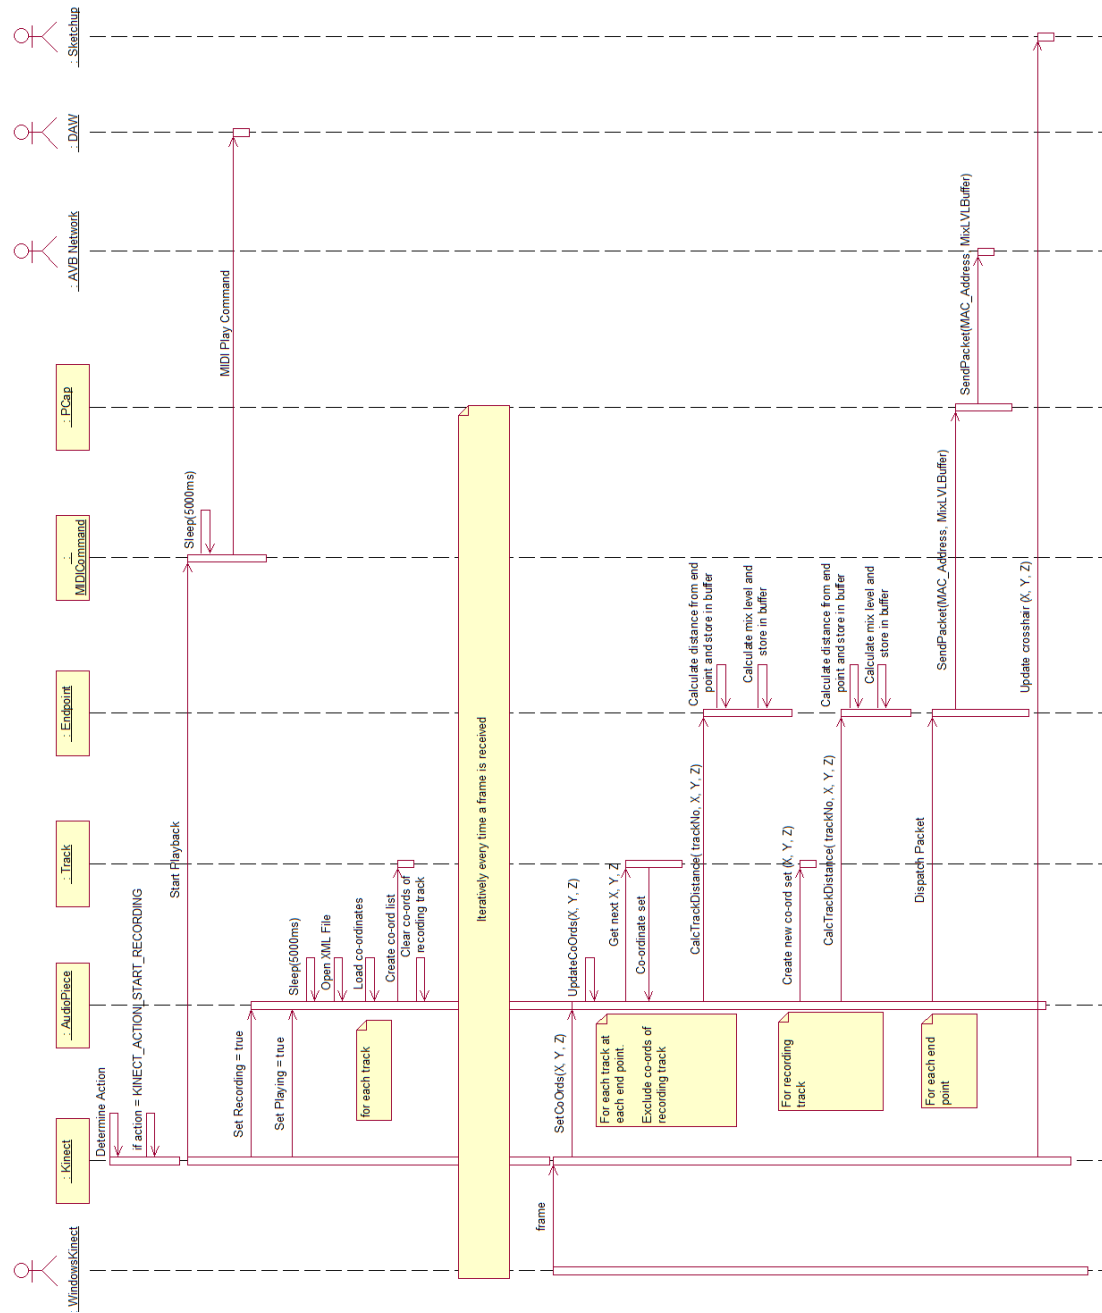 : WindowsKinect
: Kinect
: AudioPiece
: Track
: Endpoint
:
MIDICommand
: PCap
: AVB Network
: DAW
: Sketchup
Determine Action
if action = KINECT_ACTION_START_RECORDING
Start Playback
Sleep(5000ms)
MIDI Play Command
Set Recording = true
Set Playing = true
Sleep(5000ms)
Open XML File
Load co-ordinates
Create co-ord list
Clear co-ords of
recording track
for each track
Iteratively every time a frame is received
frame
SetCoOrds(X, Y, Z)
UpdateCoOrds(X, Y, Z)
Get next X, Y, Z
Co-ordinate set
For each track at
each end point.
Exclude co-ords of
recording track
CalcTrackDistance( trackNo, X, Y, Z)
Calculate distance from end
point and store in buffer
Calculate mix level and
store in buffer
For recording
track
Create new co-ord set (X, Y, Z)
CalcTrackDistance( trackNo, X, Y, Z)
Calculate distance from end
point and store in buffer
Calculate mix level and
store in buffer
For each end
point
Dispatch Packet
SendPacket(MAC_Address, MixLVLBuffer)
SendPacket(MAC_Address, MixLVLBuffer)
Update crosshair (X, Y, Z)